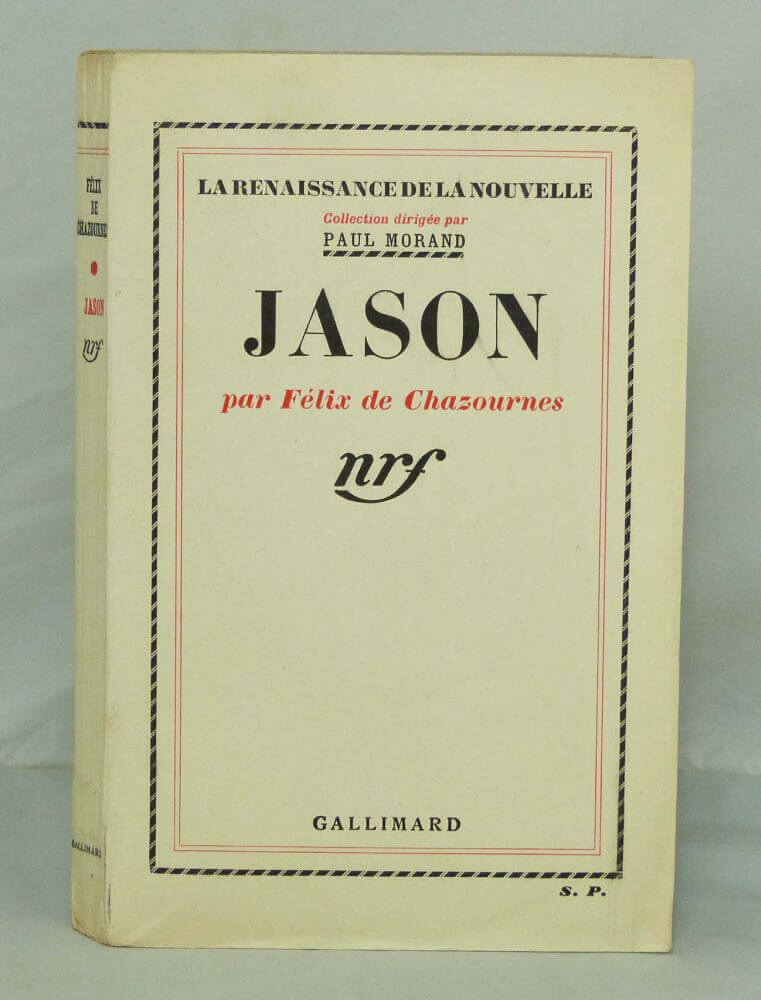 LA RENAISSANCE DE LA NOUVELLE
Collection dirigée par
PAUL MORAND
JASON
par Félix de Chazournes
nrf
GALLIMARD
S. P.
FÉLIX
DE
CHAZOURNE
JASON
nrf
GALLIMARD